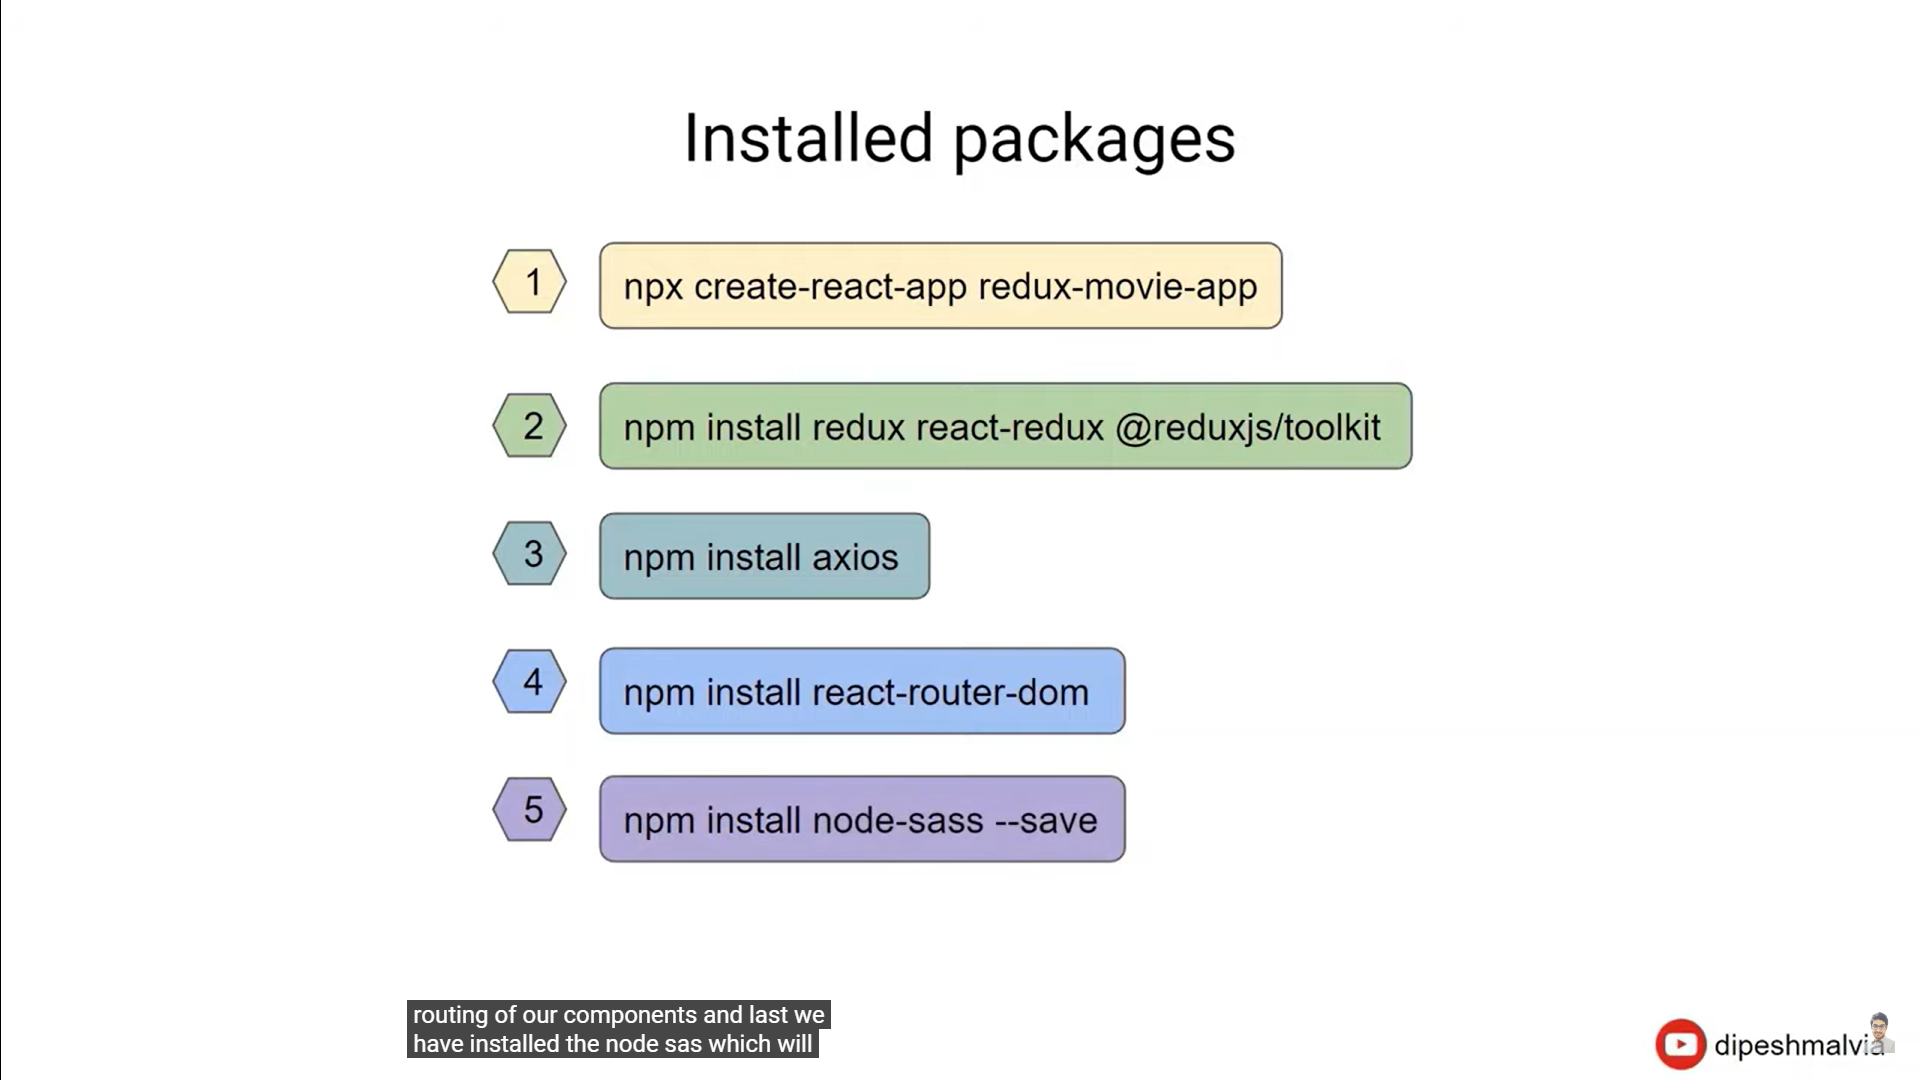 Installed packages
1
npx create-react-app redux-movie-app
2
npm install redux react-redux @reduxjs/toolkit
3
npm install axios
4
npm install react-router-dom
5
npm install node-sass --save
routing of our components and last we
have installed the node sas which will
dipeshmalvia